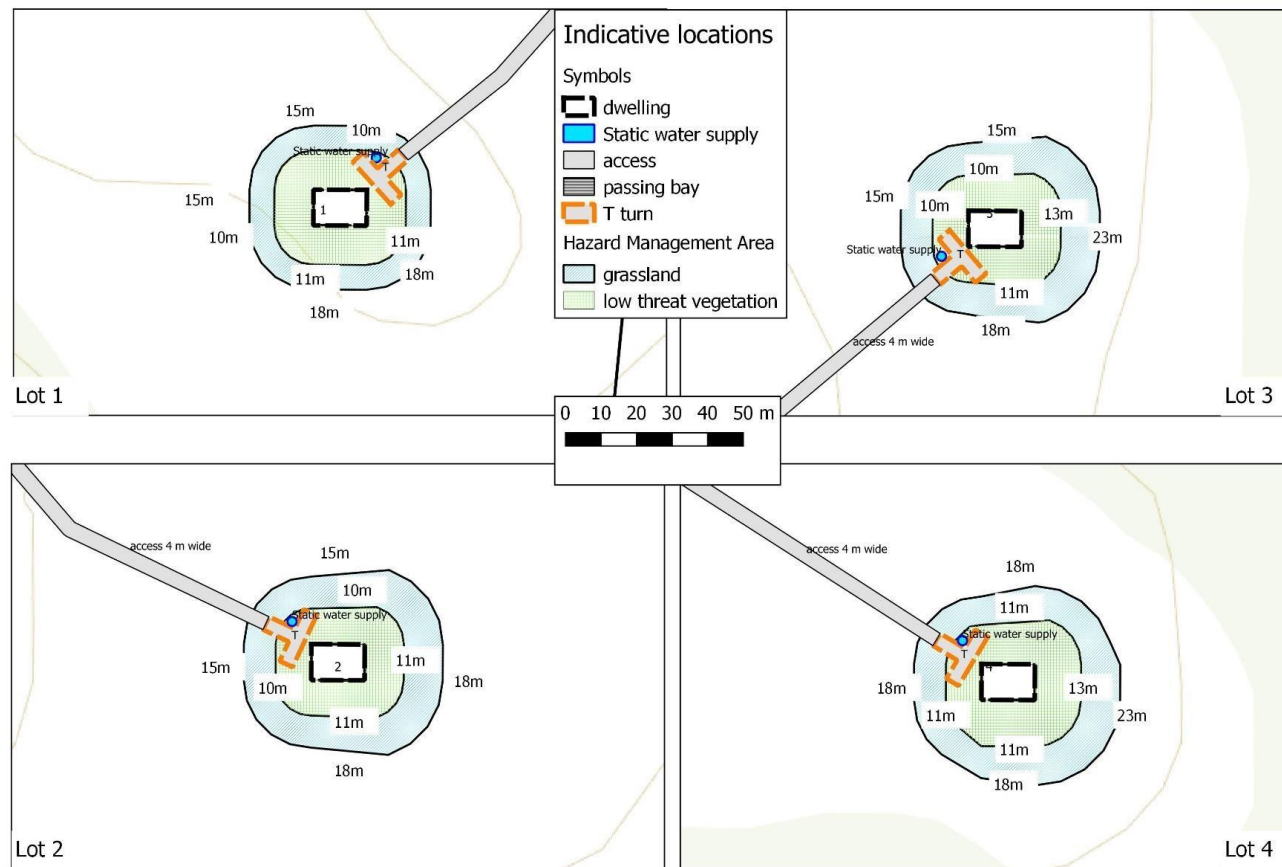 15m
10m
Static water supply
T
15m
1
10m
11m
11m
18m
18m
Lot 1
Indicative locations
Symbols
dwelling
Static water supply
access
passing bay
T turn
Hazard Management Area
grassland
low threat vegetation
15m
10m
15m
10m
13m
3
23m
Static water supply
T
11m
18m
access 4 m wide
Lot 3
0 10 20 30 40 50 m
access 4 m wide
15m
10m
Static water supply
T
15m
2
11m
10m
18m
11m
18m
Lot 2
access 4 m wide
18m
11m
Static water supply
T
4
18m
13m
11m
23m
11m
18m
Lot 4